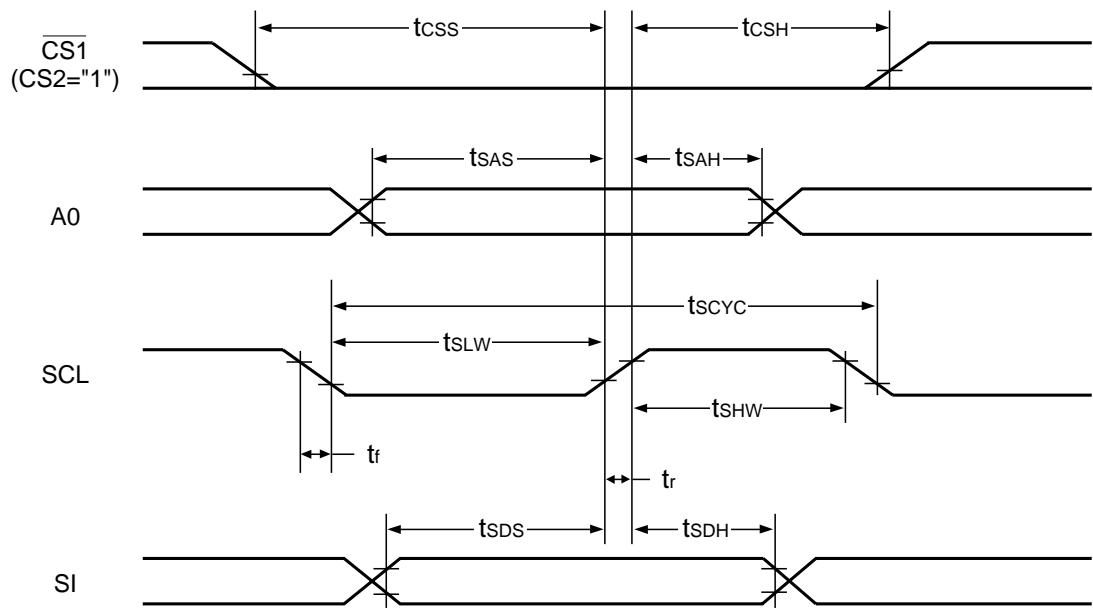 tCSS
tCSH
CS1
(CS2="1")
tSAS
tSAH
A0
tSCYC
tSLW
SCL
tSHW
tf
tr
tSDS
tSDH
SI